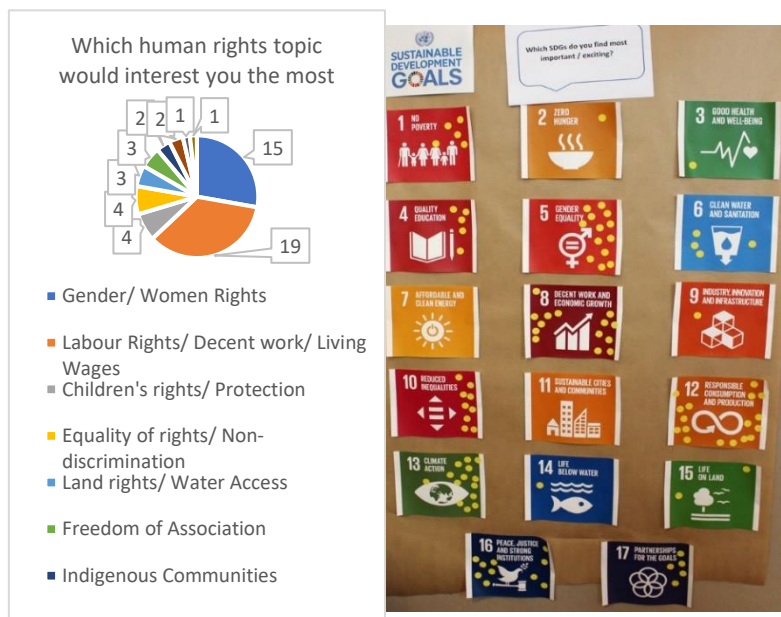 Which human rights topic
would interest you the most
2
2
1
1
3
15
3
4
4
19
Gender/ Women Rights
Labour Rights/ Decent work/ Living
Wages
Children's rights/ Protection
Equality of rights/ Non-
discrimination
Land rights/ Water Access
Freedom of Association
Indigenous Communities
SUSTAINABLE
DEVELOPMENT
GOALS
Which SDGs do you find most
important / exciting?
1 NO
POVERTY
2 ZERO
HUNGER
3 GOOD HEALTH
AND WELL-BEING
4 QUALITY
EDUCATION
5 GENDER
EQUALITY
6 CLEAN WATER
AND SANITATION
7 AFFORDABLE AND
CLEAN ENERGY
8 DECENT WORK AND
ECONOMIC GROWTH
9 INDUSTRY, INNOVATION
AND INFRASTRUCTURE
10 REDUCED
INEQUALITIES
11 SUSTAINABLE CITIES
AND COMMUNITIES
12 RESPONSIBLE
CONSUMPTION
AND PRODUCTION
13 CLIMATE
ACTION
14 LIFE
BELOW WATER
15 LIFE
ON LAND
16 PEACE, JUSTICE
AND STRONG
INSTITUTIONS
17 PARTNERSHIPS
FOR THE GOALS